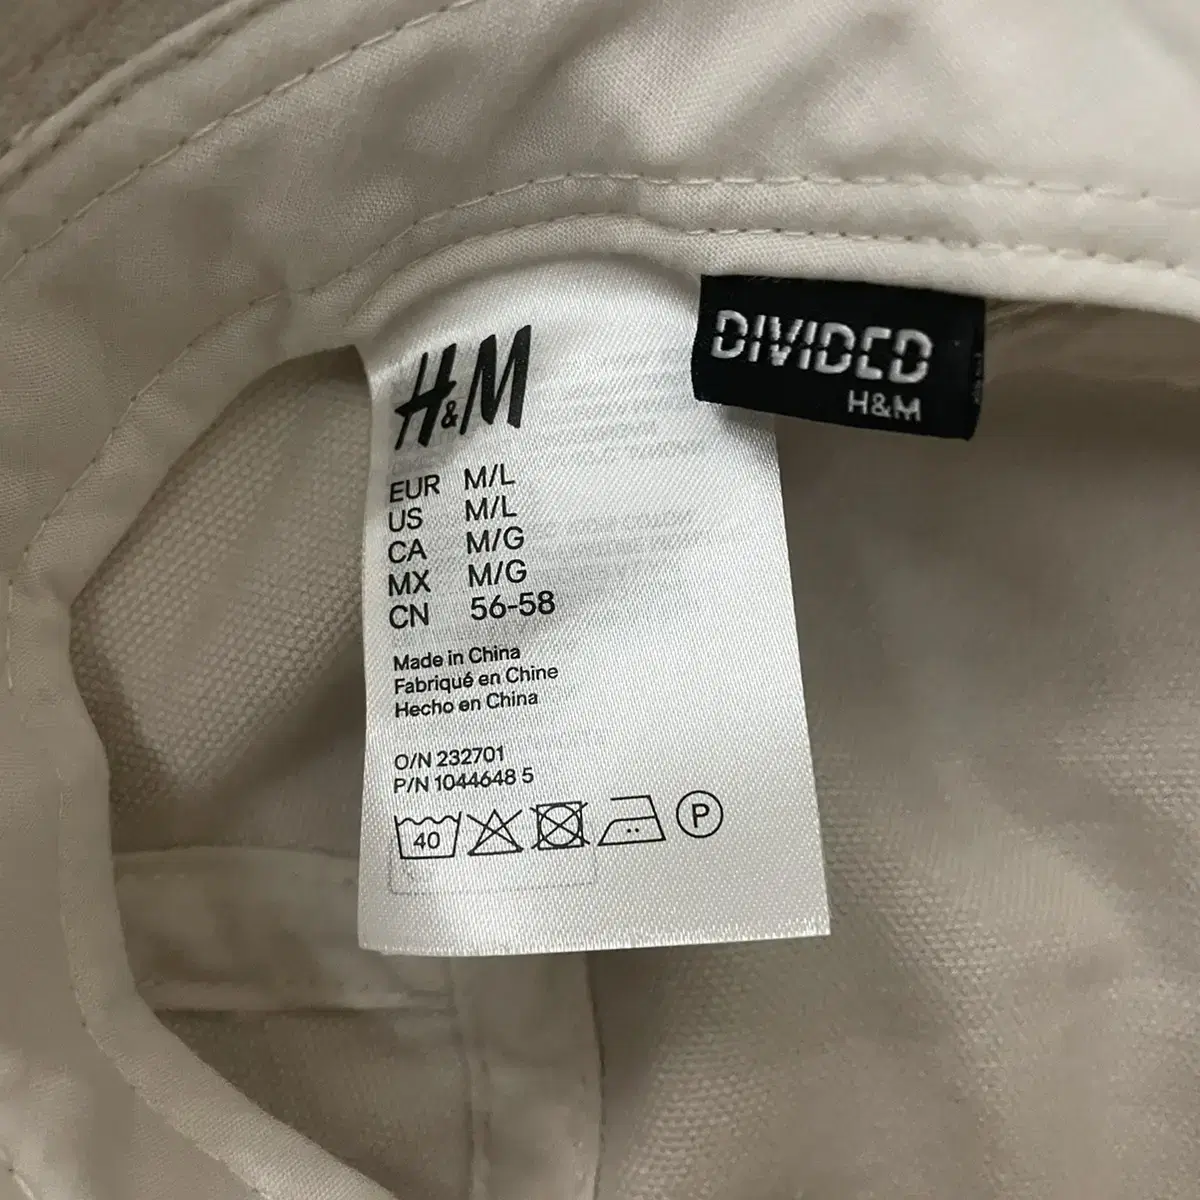 H&M
DIVIDED
H&M
EUR M/L
US M/L
CA M/G
MX M/G
CN 56-58
Made in China
Fabriqué en Chine
Hecho en China
O/N 232701
P/N 1044648 5
40 P